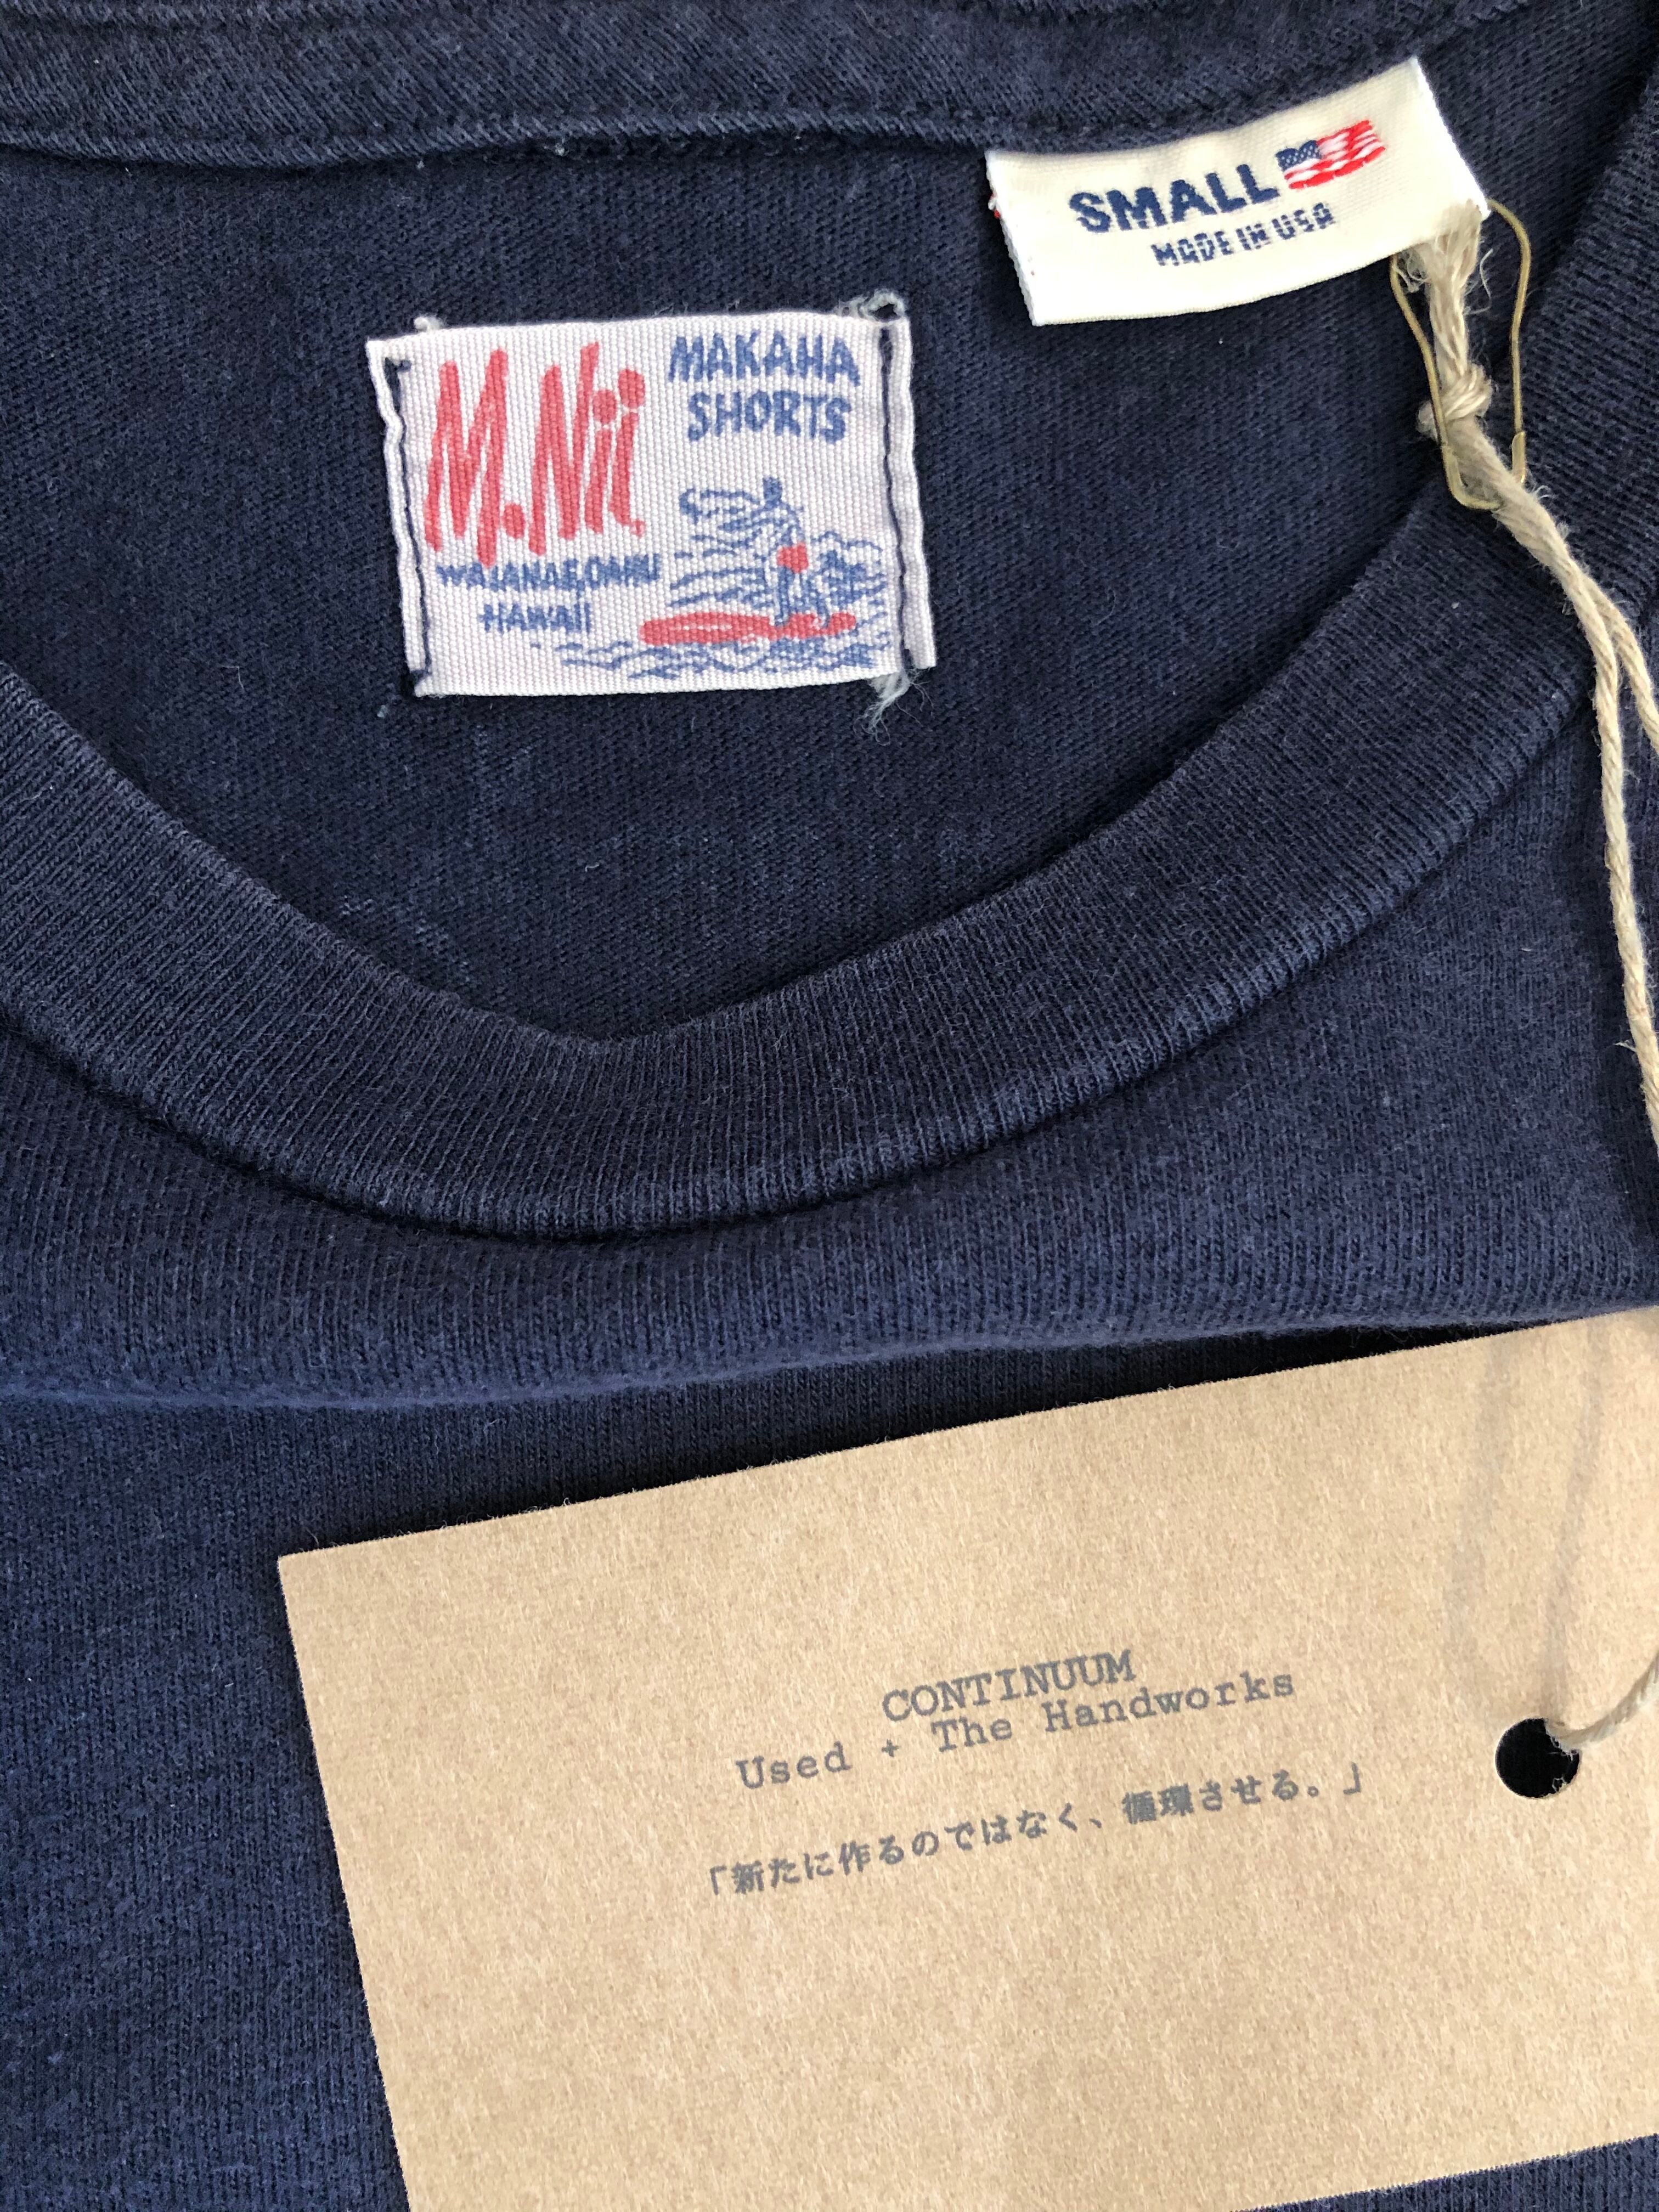 SMALL
MADE IN USA
M.Nii
MAKAHA
SHORTS
WAIANAE, OAHU
HAWAII
CONTINUUM
Used + The Handworks
「新たに作るのではなく、循環させる。」